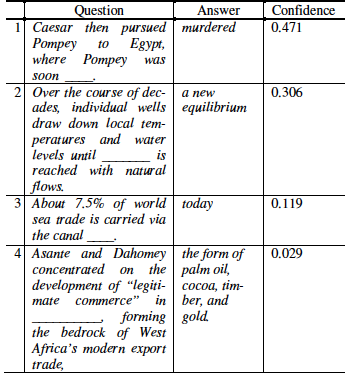 Question Answer Confidence
1 Caesar then pursued murdered 0.471
Pompey to Egypt,
where Pompey was
soon ____.
2 Over the course of dec- a new 0.306
ades, individual wells equilibrium
draw down local tem-
peratures and water
levels until _______ is
reached with natural
flows.
3 About 7.5% of world today 0.119
sea trade is carried via
the canal ____.
4 Asante and Dahomey the form of 0.029
concentrated on the palm oil,
development of "legiti- cocoa, tim-
mate commerce" in ber, and
__________, forming gold.
the bedrock of West
Africa's modern export
trade,